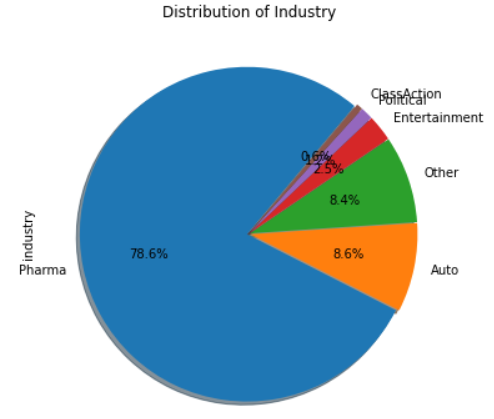 Distribution of Industry
ClassAction
Political
Entertainment
0.6%
2.5%
Other
8.4%
industry
78.6%
8.6%
Pharma
Auto